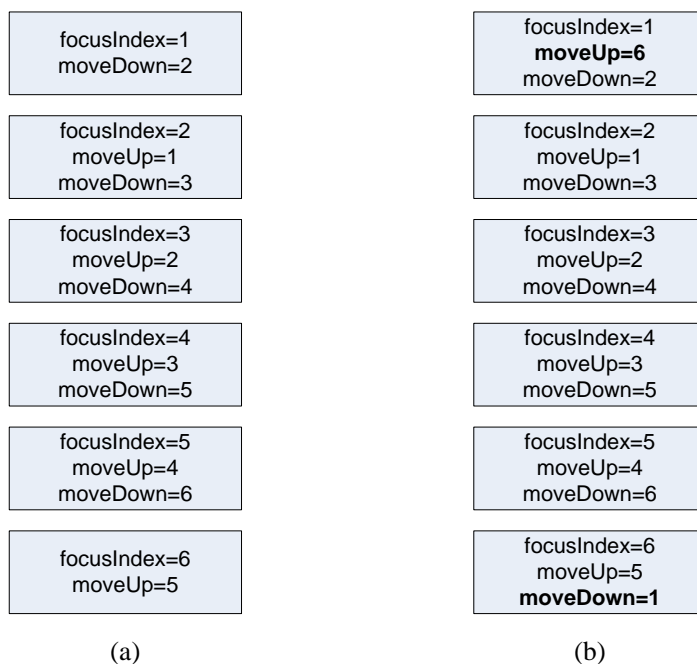 focusIndex=1
moveDown=2
focusIndex=2
moveUp=1
moveDown=3
focusIndex=3
moveUp=2
moveDown=4
focusIndex=4
moveUp=3
moveDown=5
focusIndex=5
moveUp=4
moveDown=6
focusIndex=6
moveUp=5
(a)
focusIndex=1
moveUp=6
moveDown=2
focusIndex=2
moveUp=1
moveDown=3
focusIndex=3
moveUp=2
moveDown=4
focusIndex=4
moveUp=3
moveDown=5
focusIndex=5
moveUp=4
moveDown=6
focusIndex=6
moveUp=5
moveDown=1
(b)